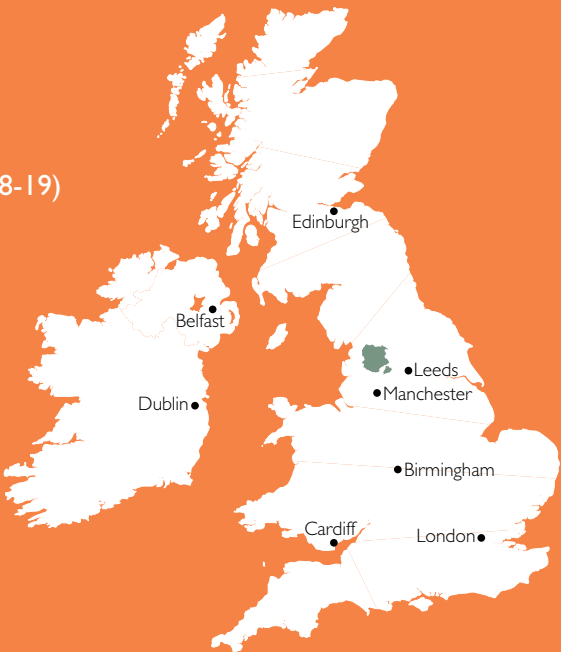 8-19)
Edinburgh
Belfast
Leeds
Manchester
Dublin
Birmingham
Cardiff
London